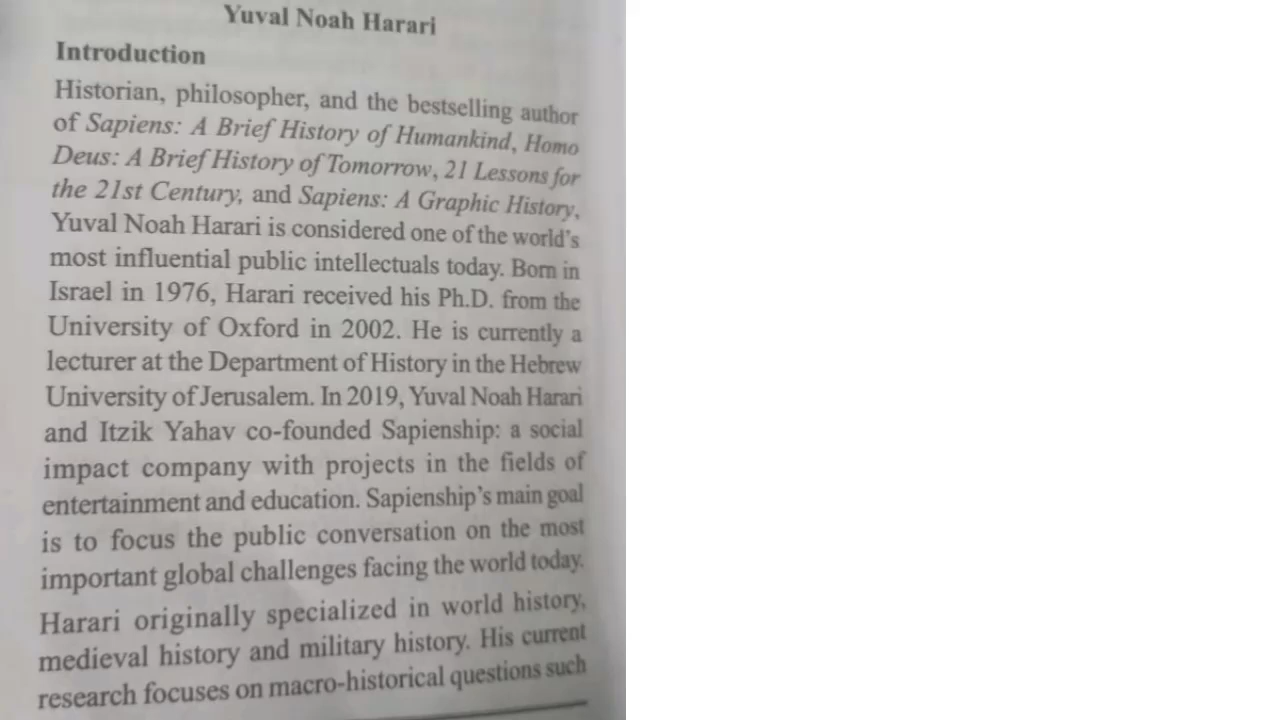 Yuval Noah Harari
Introduction
Historian, philosopher, and the bestselling author
of Sapiens: A Brief History of Humankind, Homo
Deus: A Brief History of Tomorrow, 21 Lessons for
the 21st Century, and Sapiens: A Graphic History,
Yuval Noah Harari is considered one of the world's
most influential public intellectuals today. Born in
Israel in 1976, Harari received his Ph.D. from the
University of Oxford in 2002. He is currently a
lecturer at the Department of History in the Hebrew
University of Jerusalem. In 2019, Yuval Noah Harari
and Itzik Yahav co-founded Sapienship: a social
impact company with projects in the fields of
entertainment and education. Sapienship's main goal
is to focus the public conversation on the most
important global challenges facing the world today.
Harari originally specialized in world history,
medieval history and military history. His current
research focuses on macro-historical questions such